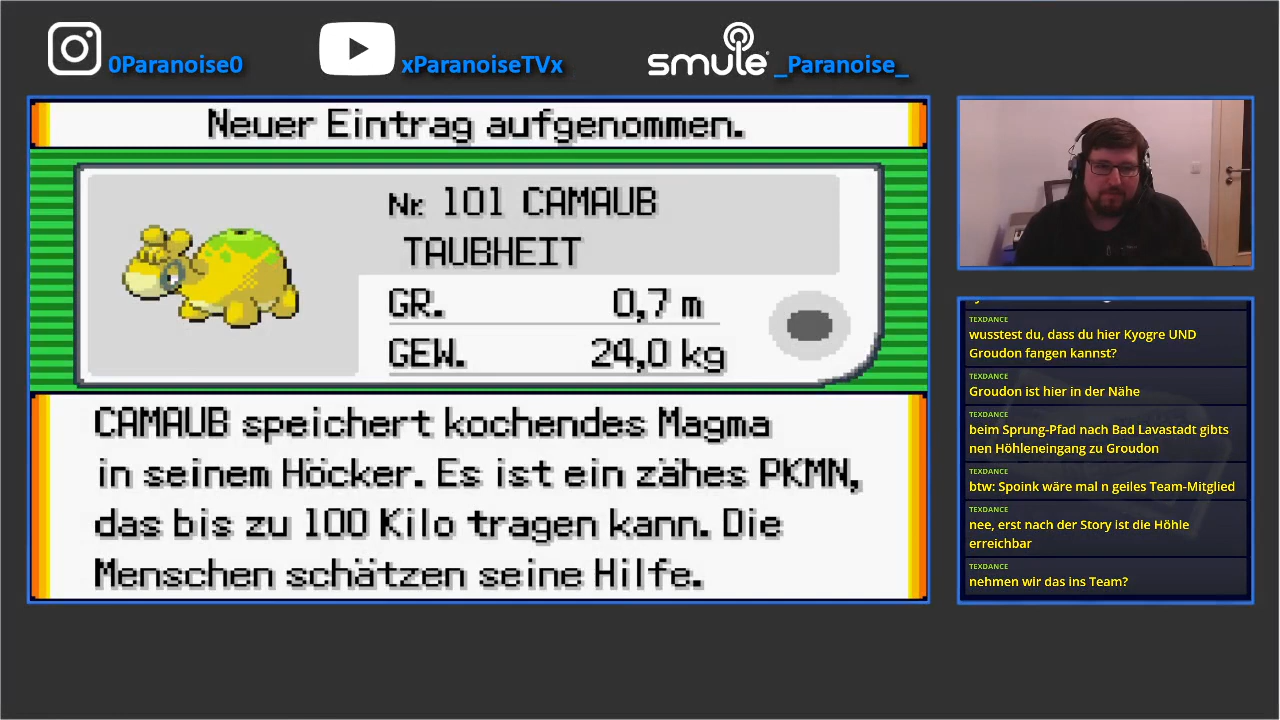 0Paranoise0
xParanoiseTVx
smule
_Paranoise_
Neuer Eintrag aufgenommen.
Nr. 101 CAMAUB
TAUBHEIT
GR. 0,7 m
GEW. 24,0 kg
CAMAUB speichert kochendes Magma
in seinem Höcker. Es ist ein zähes PKMN,
das bis zu 100 Kilo tragen kann. Die
Menschen schätzen seine Hilfe.
TEXDANCE
wusstest du, dass du hier Kyogre UND
Groudon fangen kannst?
TEXDANCE
Groudon ist hier in der Nähe
TEXDANCE
beim Sprung-Pfad nach Bad Lavastadt gibts
nen Höhleneingang zu Groudon
TEXDANCE
btw: Spoink wäre mal n geiles Team-Mitglied
TEXDANCE
nee, erst nach der Story ist die Höhle
erreichbar
TEXDANCE
nehmen wir das ins Team?